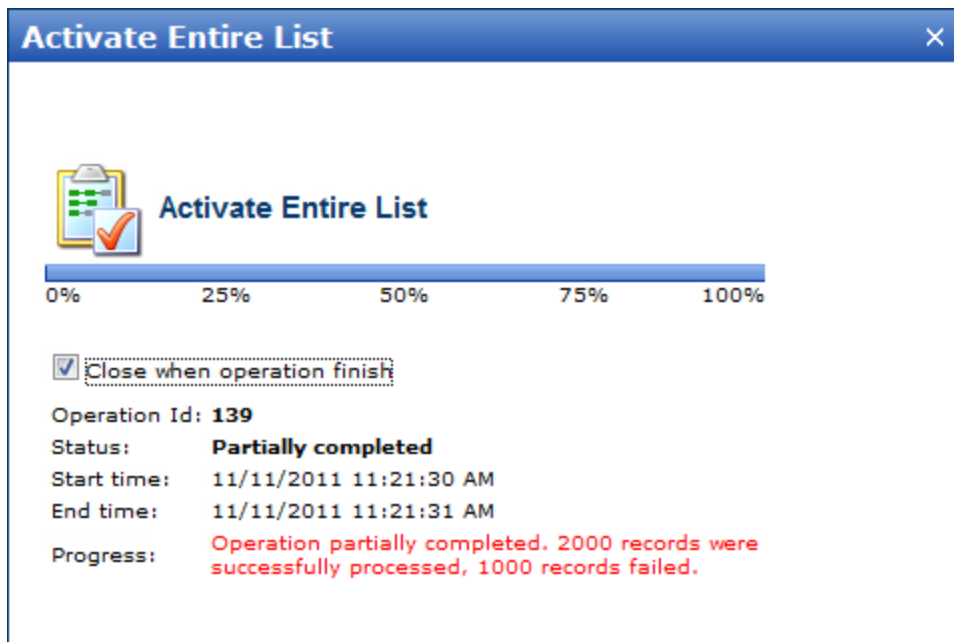 Activate Entire List
Activate Entire List
0% 25% 50% 75% 100%
Close when operation finish
Operation Id: 139
Status: Partially completed
Start time: 11/11/2011 11:21:30 AM
End time: 11/11/2011 11:21:31 AM
Progress: Operation partially completed. 2000 records were
successfully processed, 1000 records failed.